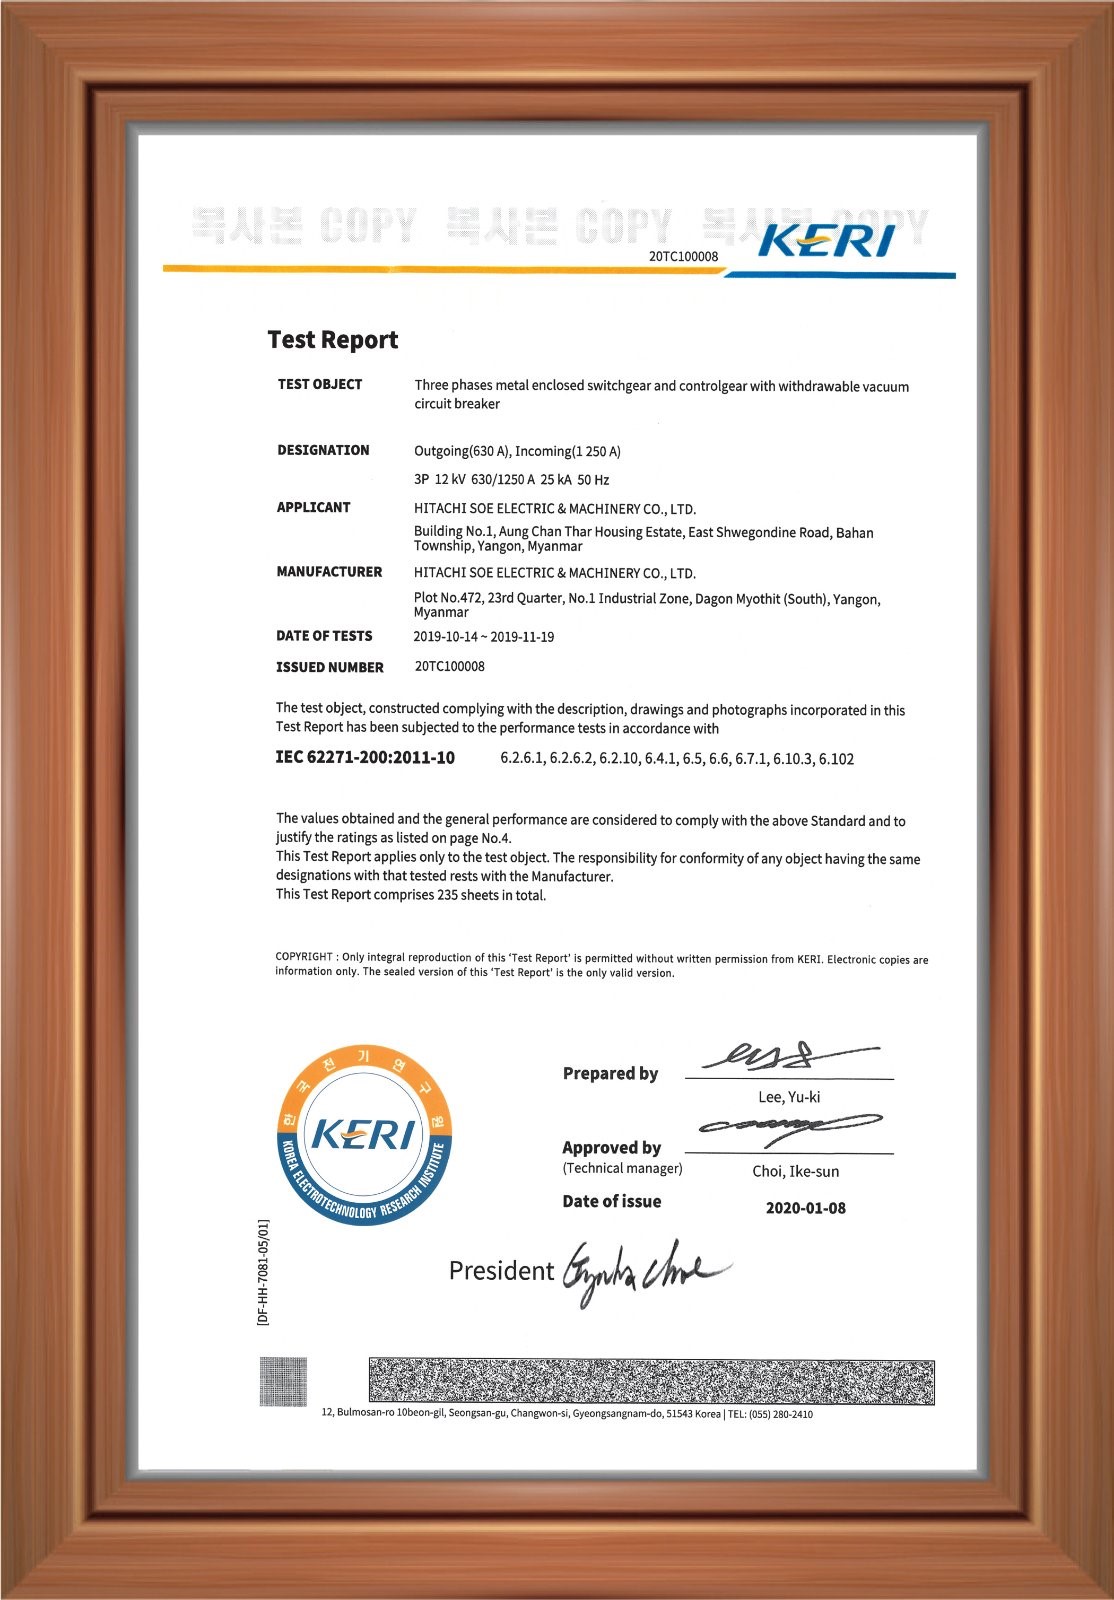 복사본 COPY 복사본 COPY 복사본 COPY
20TC100008
KERI
Test Report
TEST OBJECT Three phases metal enclosed switchgear and controlgear with withdrawable vacuum
circuit breaker
DESIGNATION Outgoing(630 A), Incoming(1 250 A)
3P 12 kV 630/1250 A 25 kA 50 Hz
APPLICANT HITACHI SOE ELECTRIC & MACHINERY CO., LTD.
Building No.1, Aung Chan Thar Housing Estate, East Shwegondine Road, Bahan
Township, Yangon, Myanmar
MANUFACTURER HITACHI SOE ELECTRIC & MACHINERY CO., LTD.
Plot No.472, 23rd Quarter, No.1 Industrial Zone, Dagon Myothit (South), Yangon,
Myanmar
DATE OF TESTS 2019-10-14 ~ 2019-11-19
ISSUED NUMBER 20TC100008
The test object, constructed complying with the description, drawings and photographs incorporated in this
Test Report has been subjected to the performance tests in accordance with
IEC 62271-200:2011-10 6.2.6.1, 6.2.6.2, 6.2.10, 6.4.1, 6.5, 6.6, 6.7.1, 6.10.3, 6.102
The values obtained and the general performance are considered to comply with the above Standard and to
justify the ratings as listed on page No.4.
This Test Report applies only to the test object. The responsibility for conformity of any object having the same
designations with that tested rests with the Manufacturer.
This Test Report comprises 235 sheets in total.
COPYRIGHT : Only integral reproduction of this 'Test Report' is permitted without written permission from KERI. Electronic copies are
information only. The sealed version of this 'Test Report' is the only valid version.
한국전기연구원
KERI
KOREA ELECTROTECHNOLOGY RESEARCH INSTITUTE
Prepared by
Lee, Yu-ki
Approved by
(Technical manager) Choi, Ike-sun
Date of issue 2020-01-08
President
[DF-HH-7081-05/01]
12, Bulmosan-ro 10beon-gil, Seongsan-gu, Changwon-si, Gyeongsangnam-do, 51543 Korea | TEL: (055) 280-2410